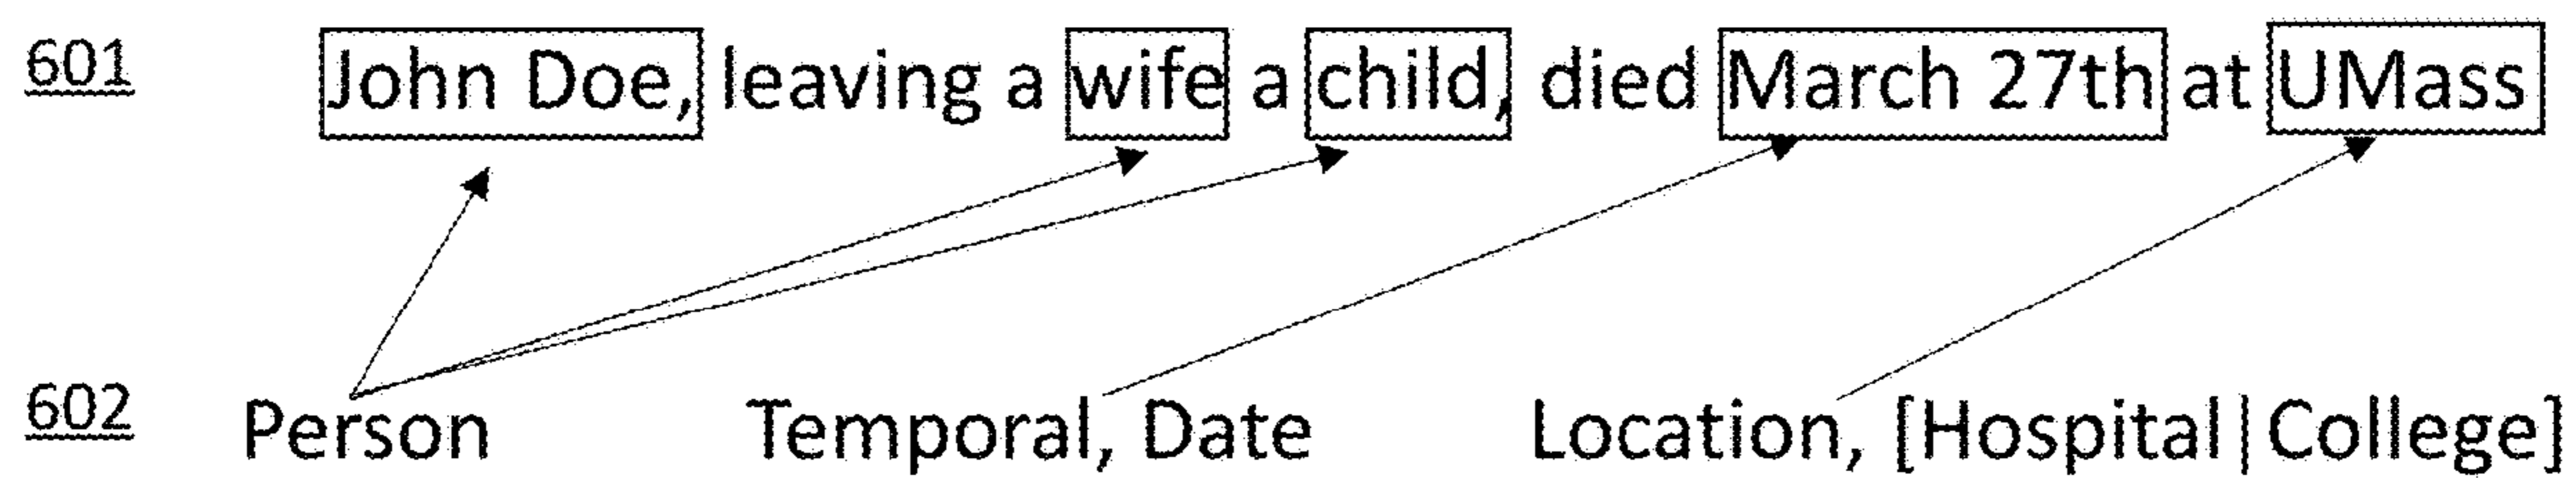 601 John Doe, leaving a wife a child, died March 27th at UMass
602 Person Temporal, Date Location, [Hospital|College]